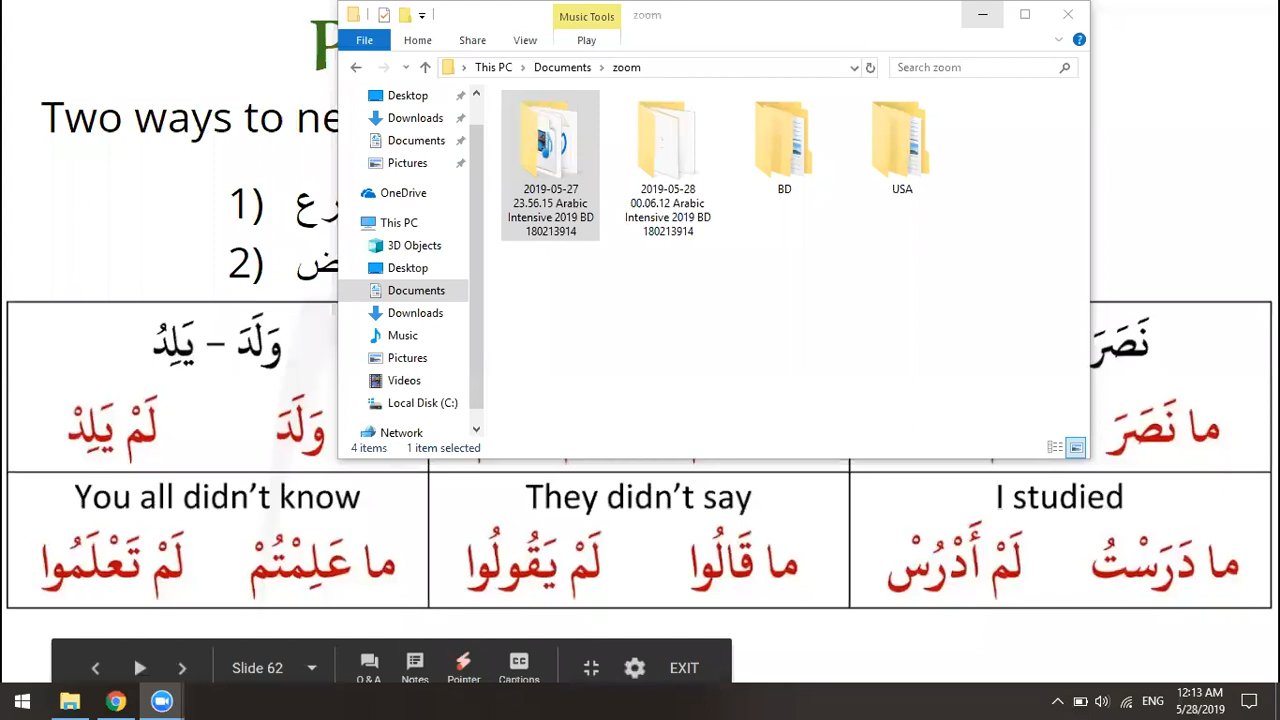 P
Music Tools
zoom
File
Home
Share
View
Play
This PC
Documents
zoom
Search zoom
Two ways to ne
Desktop
Downloads
Documents
Pictures
OneDrive
This PC
3D Objects
Desktop
Documents
Downloads
Music
Pictures
Videos
Local Disk (C:)
Network
2019-05-27
23.56.15 Arabic
Intensive 2019 BD
180213914
2019-05-28
00.06.12 Arabic
Intensive 2019 BD
180213914
BD
USA
4 items
1 item selected
1)
2)
نَصَرَ
وَلَدَ – يَلِدُ
ما نَصَرَ
وَلَدَ لَمْ يَلِدْ
You all didn't know
They didn't say
I studied
ما عَلِمْتُمْ لَمْ تَعْلَمُوا
ما قَالُوا لَمْ يَقُولُوا
ما دَرَسْتُ لَمْ أَدْرُسْ
Slide 62
Q & A
Notes
Pointer
Captions
EXIT
ENG
12:13 AM
5/28/2019